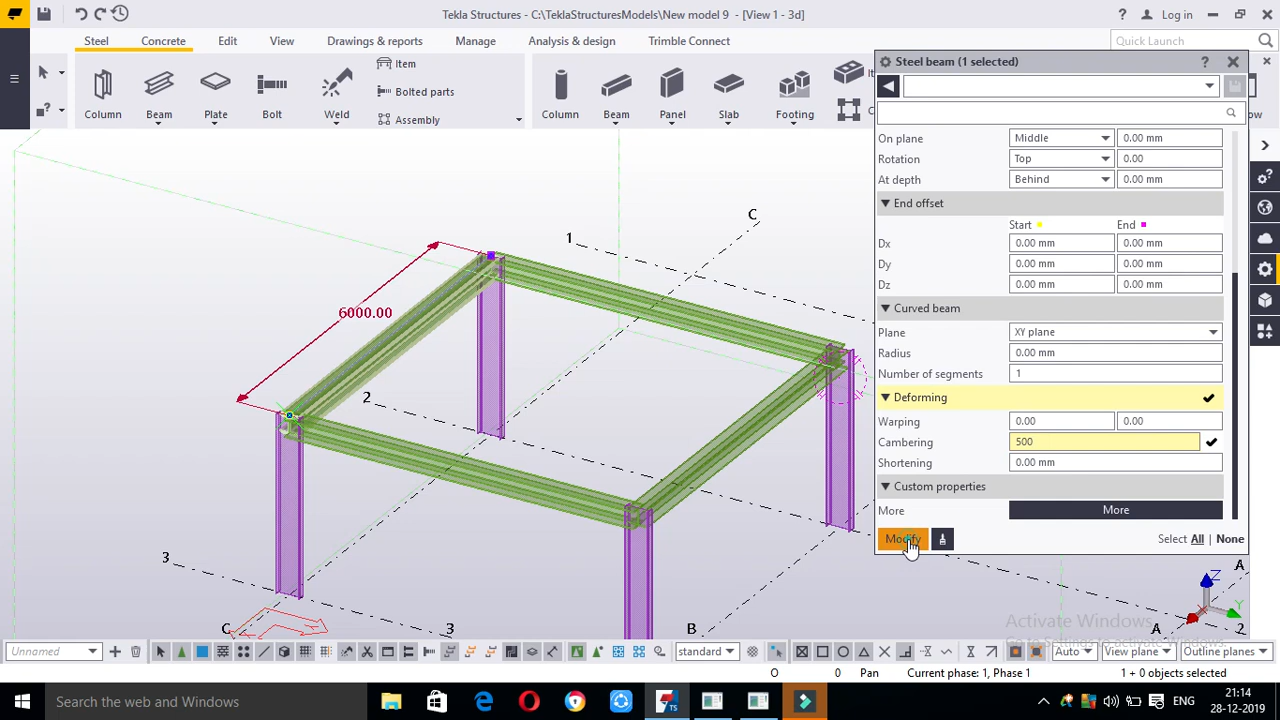 Tekla Structures - C:\TeklaStructuresModels\New model 9 - [View 1 - 3d]
Log in
Steel
Concrete
Edit
View
Drawings & reports
Manage
Analysis & design
Trimble Connect
Quick Launch
Column
Beam
Plate
Bolt
Weld
Item
Bolted parts
Assembly
Column
Beam
Panel
Slab
Footing
Steel beam (1 selected)
On plane Middle 0.00 mm
Rotation Top 0.00
At depth Behind 0.00 mm
End offset
Start End
Dx 0.00 mm 0.00 mm
Dy 0.00 mm 0.00 mm
Dz 0.00 mm 0.00 mm
Curved beam
Plane XY plane
Radius 0.00 mm
Number of segments 1
Deforming
Warping 0.00 0.00
Cambering 500
Shortening 0.00 mm
Custom properties
More More
Modify Select All | None
C
1
6000.00
2
3
C
3
B
A
A
2
Z
Y
X
Activate Windows
Go to Settings to activate Windows.
Unnamed
standard
Auto
View plane
Outline planes
O 0 Pan Current phase: 1, Phase 1 1 + 0 objects selected
Search the web and Windows
TS
ENG
21:14
28-12-2019